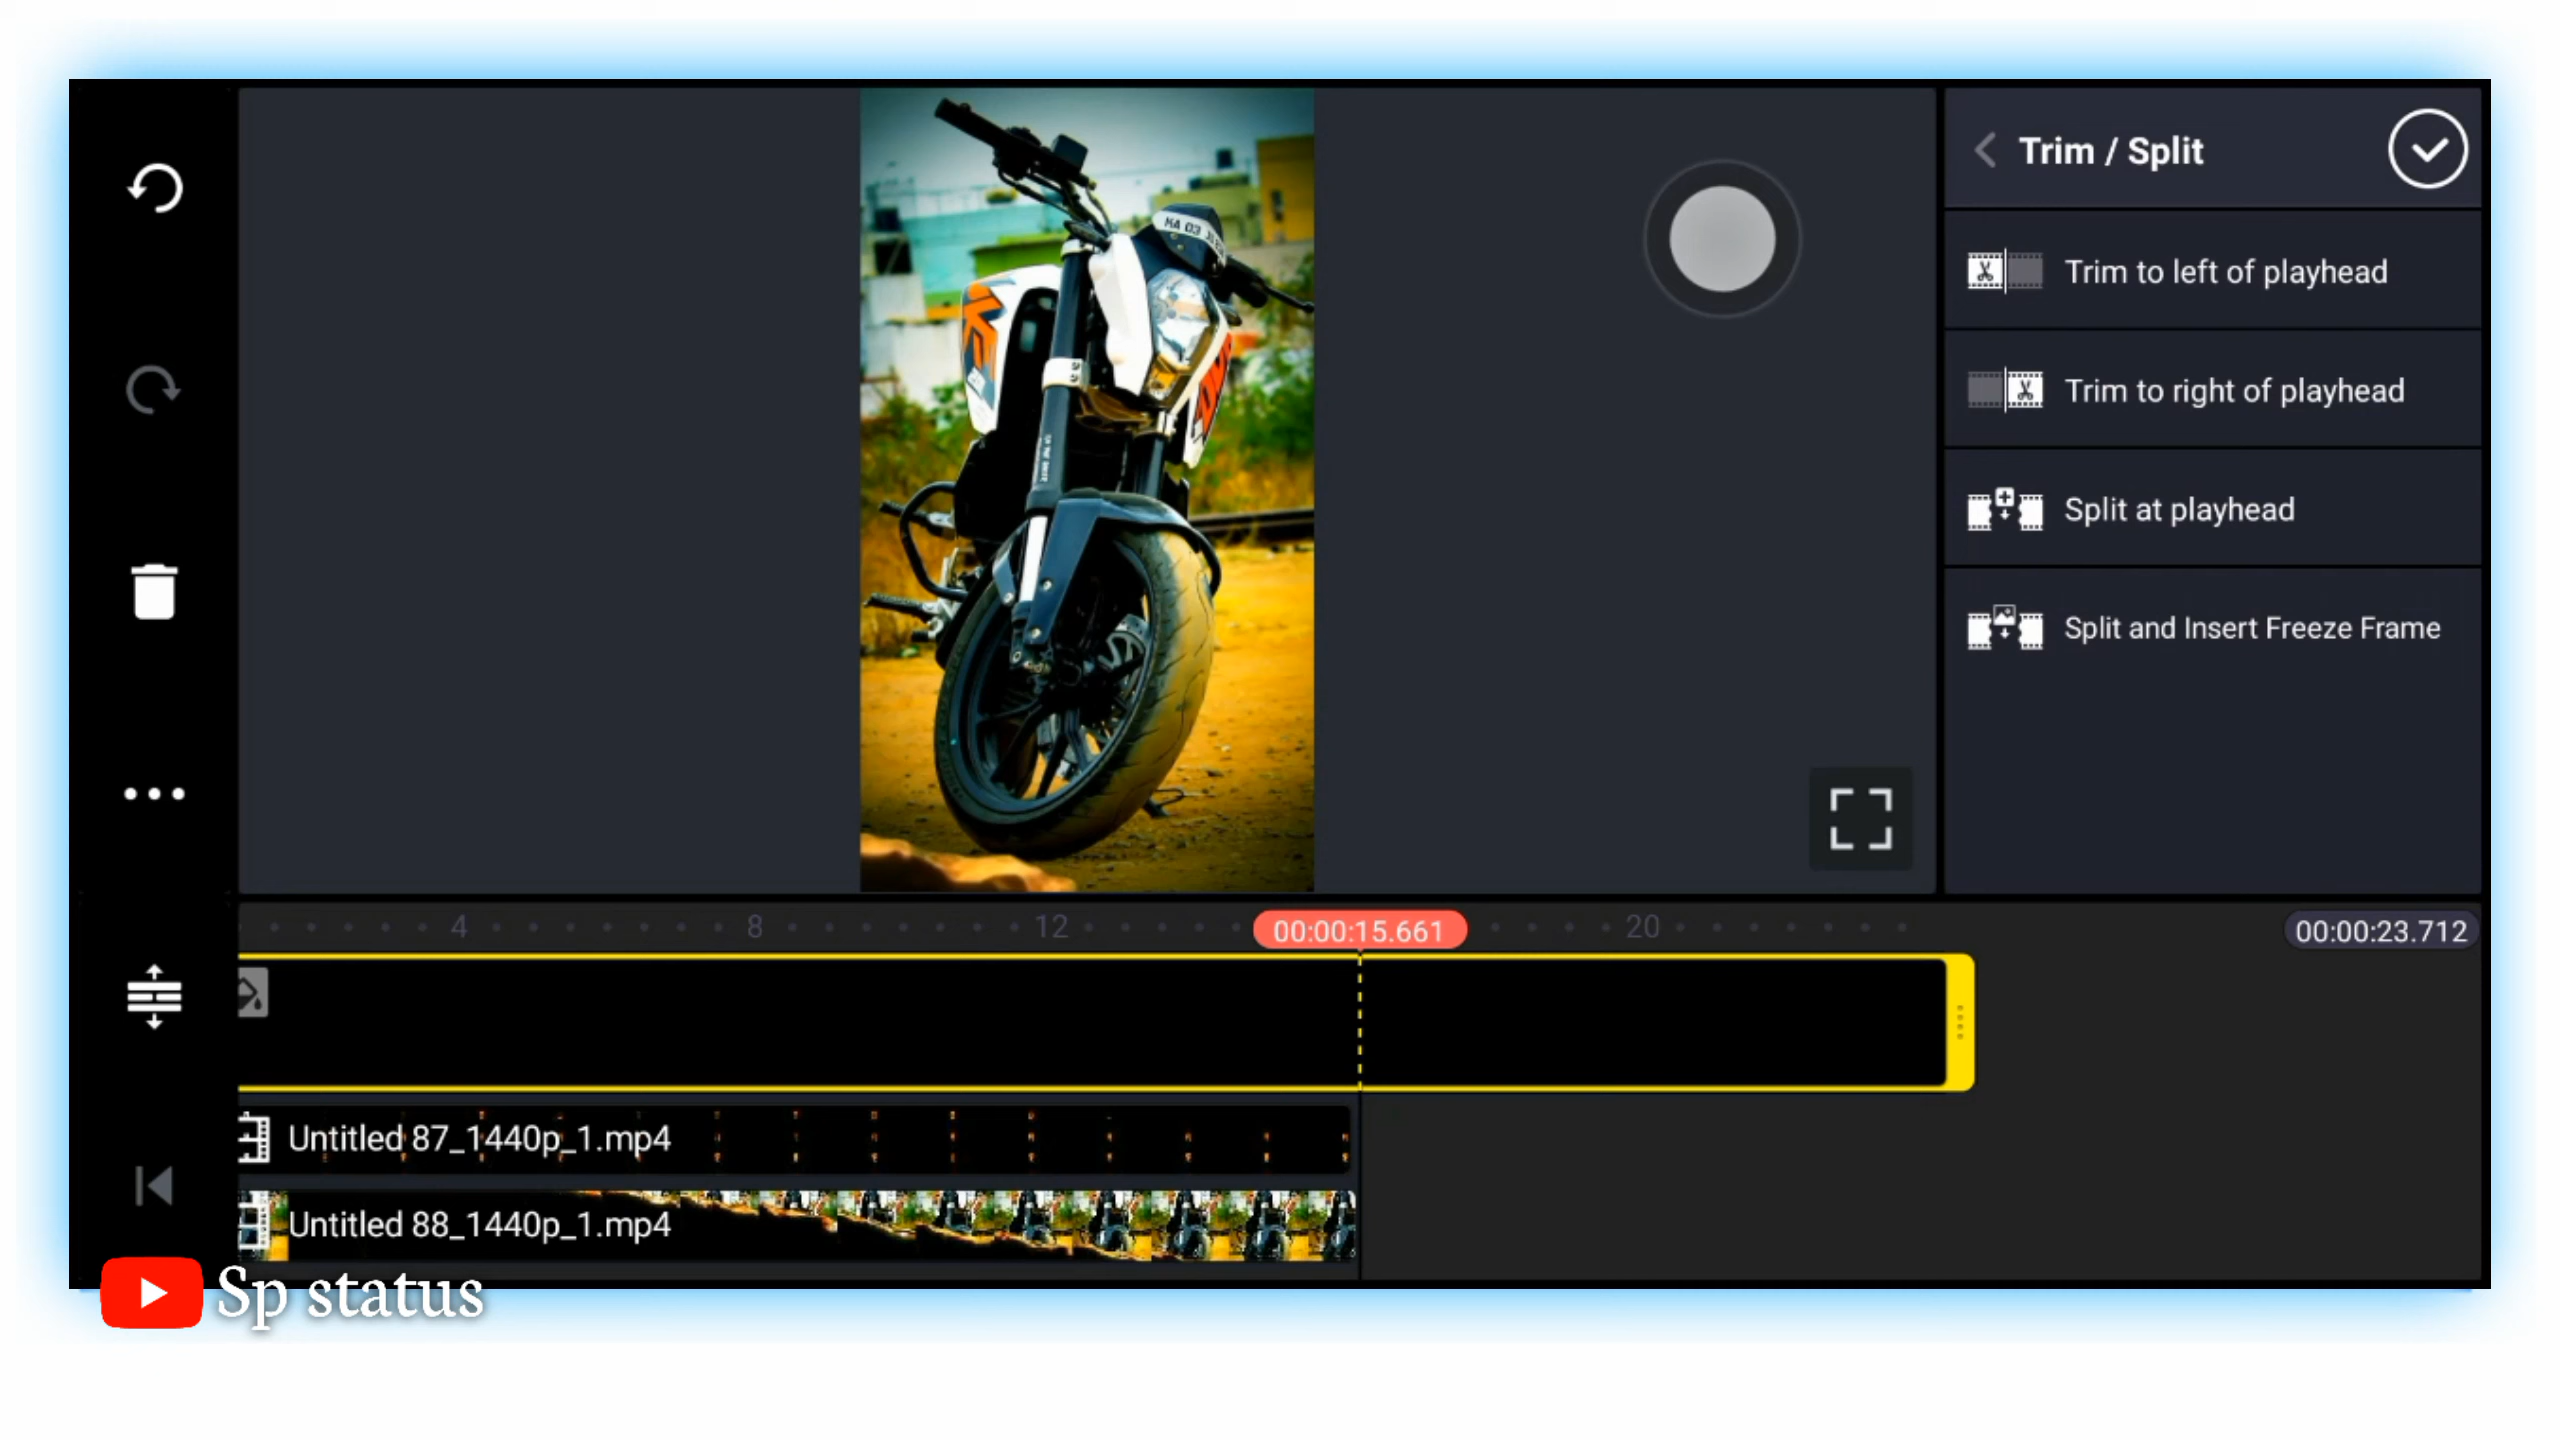 Trim / Split
Trim to left of playhead
Trim to right of playhead
Split at playhead
Split and Insert Freeze Frame
4
8
12
00:00:15.661
20
00:00:23.712
Untitled 87_1440p_1.mp4
Untitled 88_1440p_1.mp4
Sp status